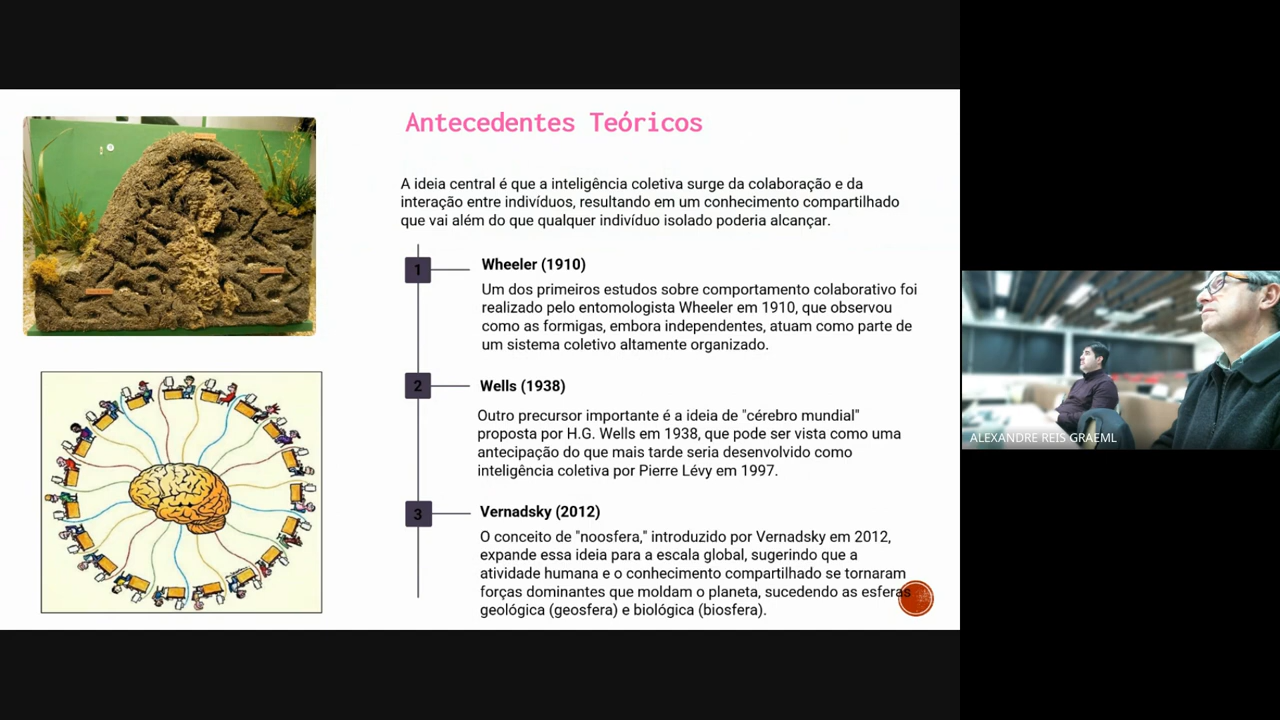 Antecedentes Teóricos
A ideia central é que a inteligência coletiva surge da colaboração e da
interação entre indivíduos, resultando em um conhecimento compartilhado
que vai além do que qualquer indivíduo isolado poderia alcançar.
1
Wheeler (1910)
Um dos primeiros estudos sobre comportamento colaborativo foi
realizado pelo entomologista Wheeler em 1910, que observou
como as formigas, embora independentes, atuam como parte de
um sistema coletivo altamente organizado.
2
Wells (1938)
Outro precursor importante é a ideia de "cérebro mundial"
proposta por H.G. Wells em 1938, que pode ser vista como uma
antecipação do que mais tarde seria desenvolvido como
inteligência coletiva por Pierre Lévy em 1997.
3
Vernadsky (2012)
O conceito de "noosfera," introduzido por Vernadsky em 2012,
expande essa ideia para a escala global, sugerindo que a
atividade humana e o conhecimento compartilhado se tornaram
forças dominantes que moldam o planeta, sucedendo as esferas
geológica (geosfera) e biológica (biosfera).
ALEXANDRE REIS GRAEML